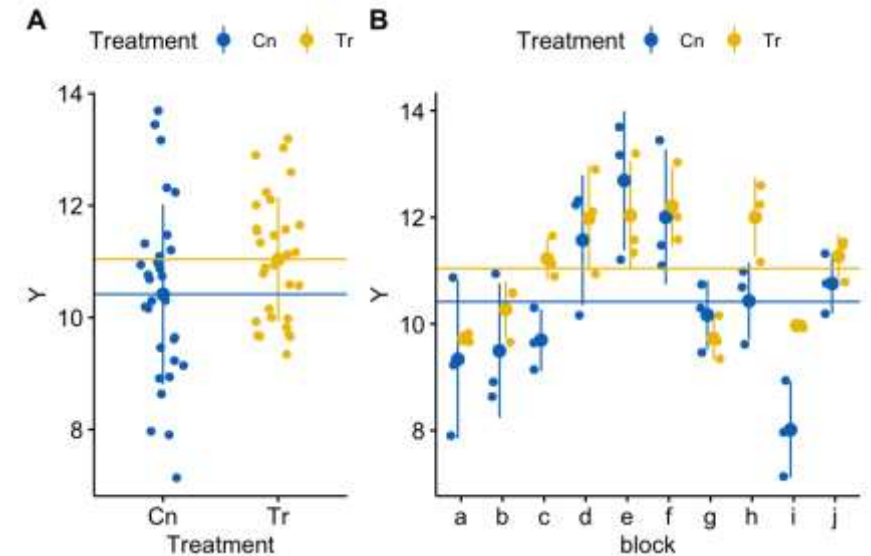 A
Treatment Cn Tr
14
12
10
8
Y
Cn Tr
Treatment
B
Treatment Cn Tr
14
12
10
8
Y
a b c d e f g h i j
block